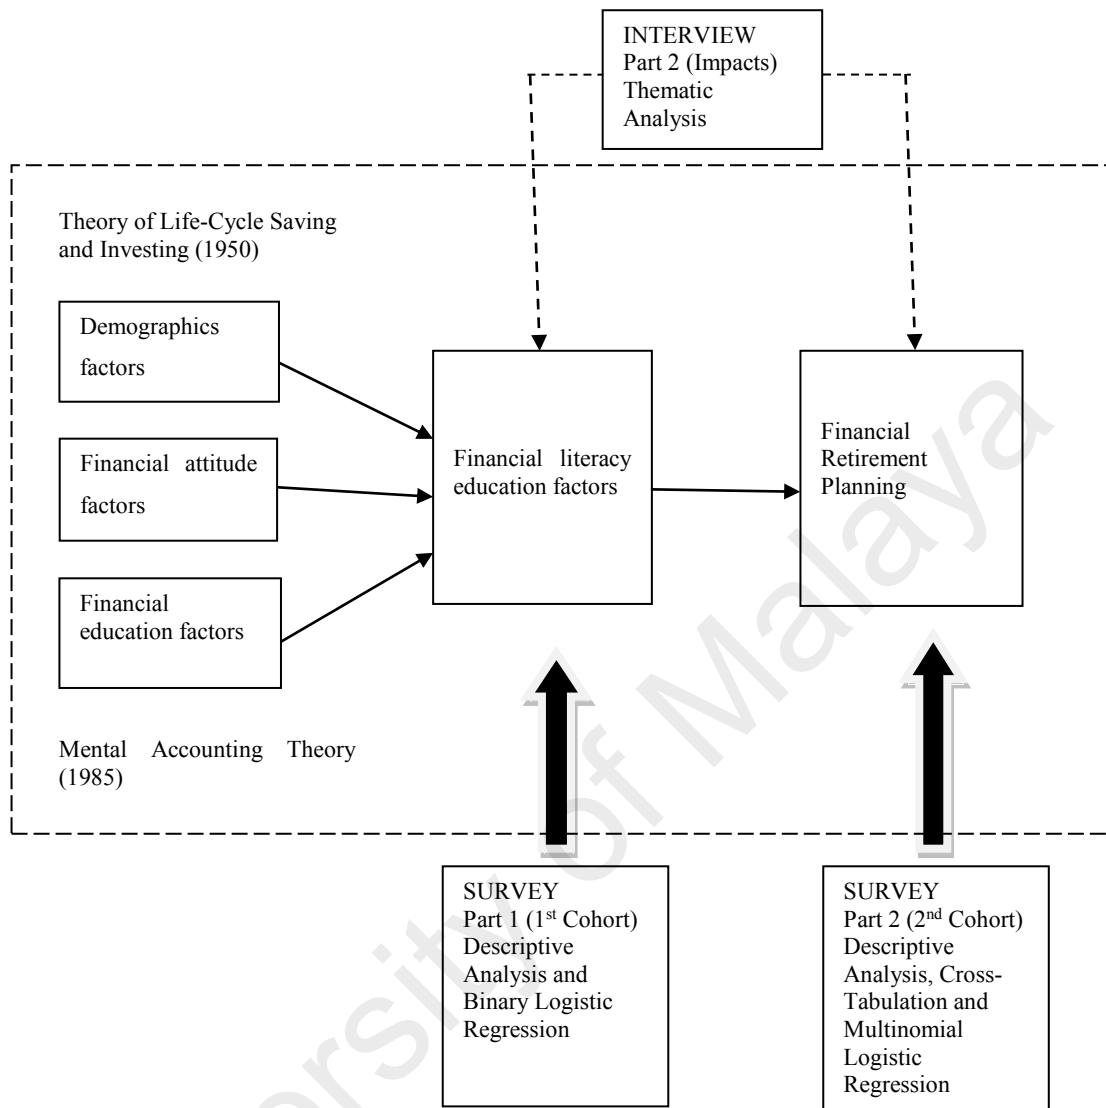 INTERVIEW
Part 2 (Impacts)
Thematic
Analysis
Theory of Life-Cycle Saving
and Investing (1950)
Demographics
factors
Financial attitude
factors
Financial
education factors
Financial literacy
education factors
Financial
Retirement
Planning
Mental Accounting Theory
(1985)
SURVEY
Part 1 (1st Cohort)
Descriptive
Analysis and
Binary Logistic
Regression
SURVEY
Part 2 (2nd Cohort)
Descriptive
Analysis, Cross-
Tabulation and
Multinomial
Logistic
Regression
ersity of Malaya